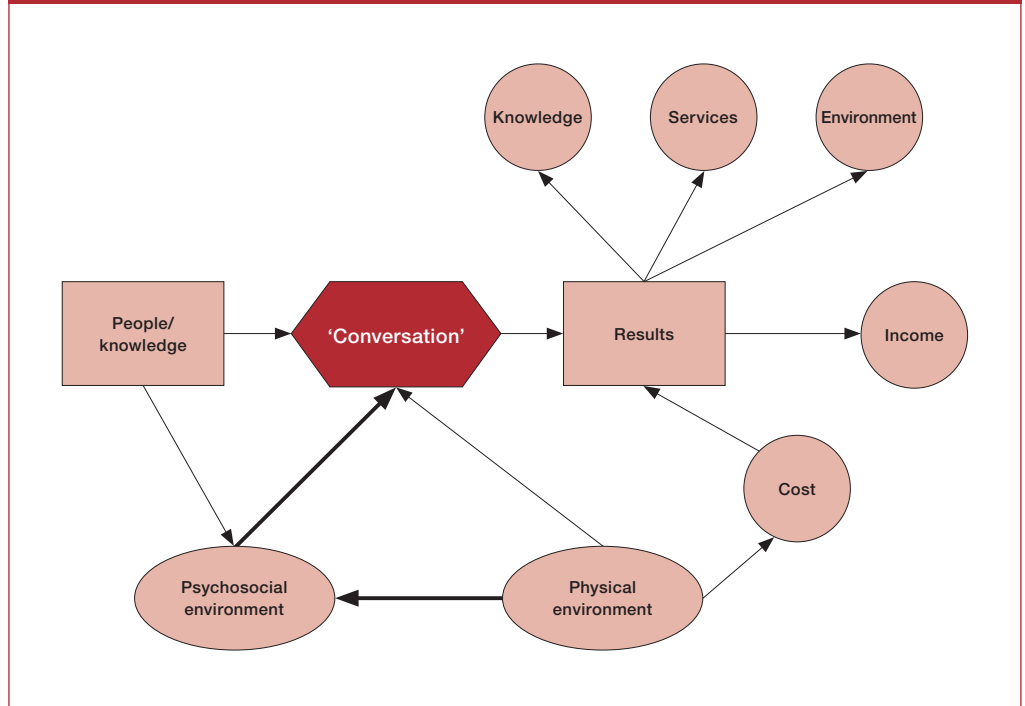 Knowledge
Services
Environment
People/
knowledge
‘Conversation’
Results
Income
Cost
Psychosocial
environment
Physical
environment